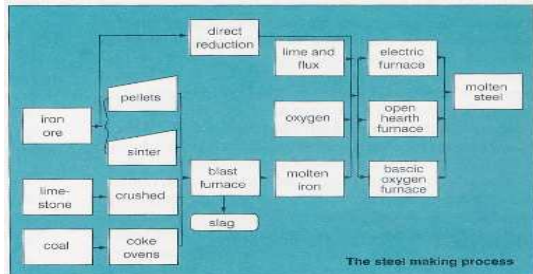 direct
reduction
lime and
flux
electric
furnace
molten
steel
pellets
iron
ore
oxygen
open
hearth
furnace
sinter
blast
furnace
molten
iron
bascic
oxygen
furnace
lime-
stone
crushed
slag
coal
coke
ovens
The steel making process